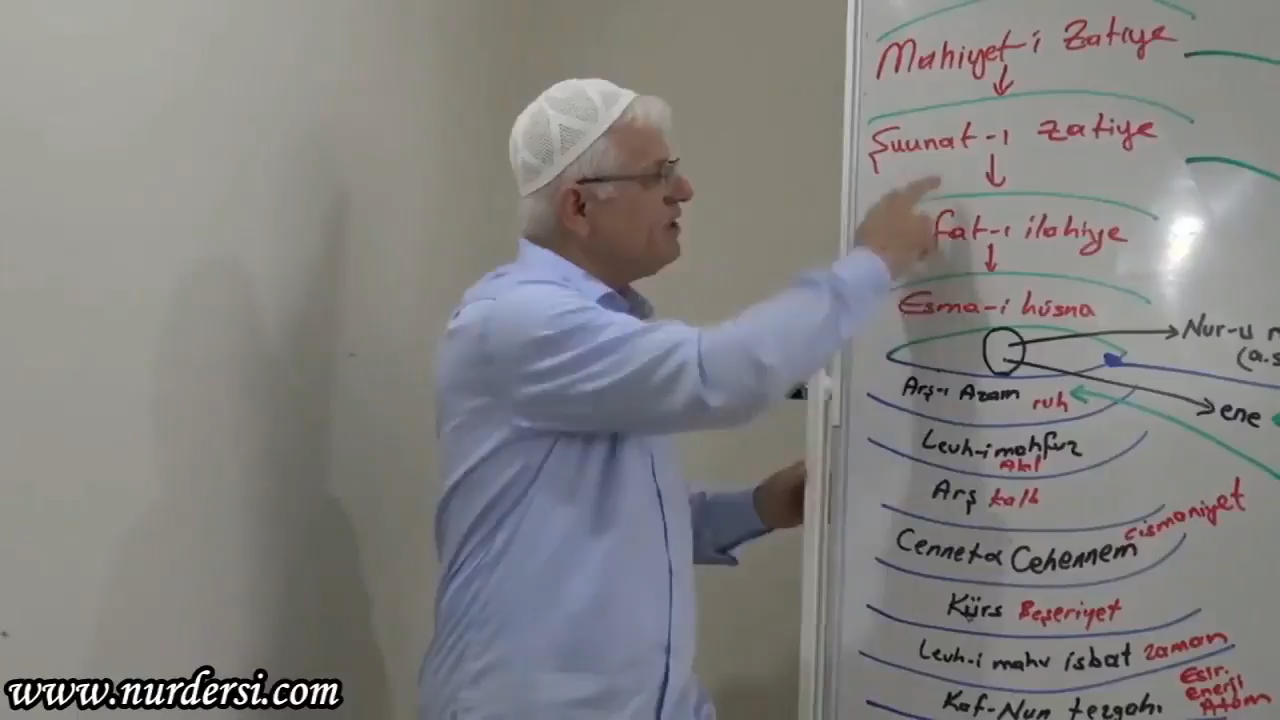 Mahiyet-i Zatiye
Şuunat-ı zatiye
fat-ı ilahiye
Esma-i hüsna
Nur-u
(a.s
Arş-ı Azam ruh
ene
Levh-i mahfuz
Akl
Arş kalb
cismaniyet
Cennet Cehennem
Kürs Beşeriyet
Levh-i mahv isbat zaman
Esir.
enerji
Atom
Kaf-Nun tezgahı
www.nurdersi.com